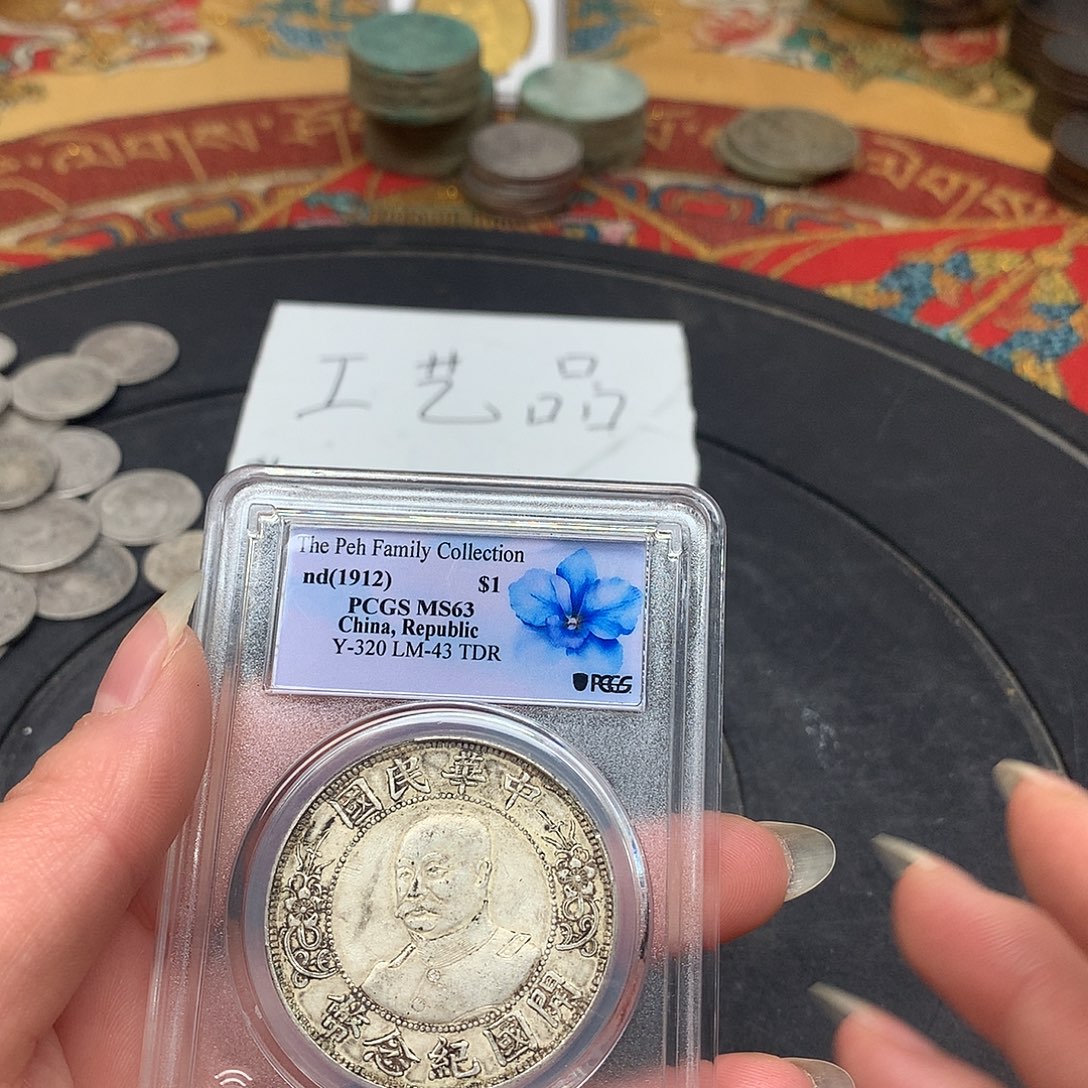 工艺品
The Peh Family Collection
nd(1912) $1
PCGS MS63
China, Republic
Y-320 LM-43 TDR
PCGS
國民華中
幣念紀國開